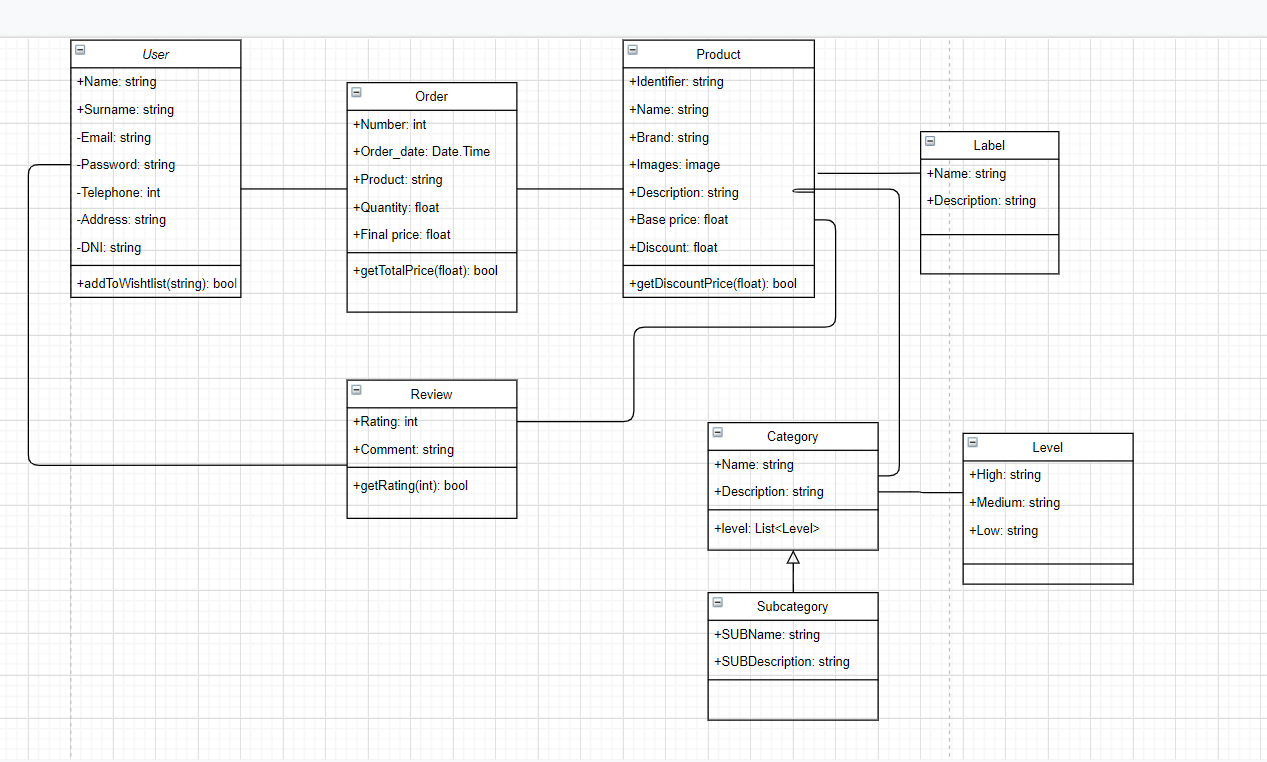 User
+Name: string
+Surname: string
-Email: string
-Password: string
-Telephone: int
-Address: string
-DNI: string
+addToWishtlist(string): bool
Order
+Number: int
+Order_date: Date.Time
+Product: string
+Quantity: float
+Final price: float
+getTotalPrice(float): bool
Product
+Identifier: string
+Name: string
+Brand: string
+Images: image
+Description: string
+Base price: float
+Discount: float
+getDiscountPrice(float): bool
Label
+Name: string
+Description: string
Review
+Rating: int
+Comment: string
+getRating(int): bool
Category
+Name: string
+Description: string
+level: List<Level>
Level
+High: string
+Medium: string
+Low: string
Subcategory
+SUBName: string
+SUBDescription: string